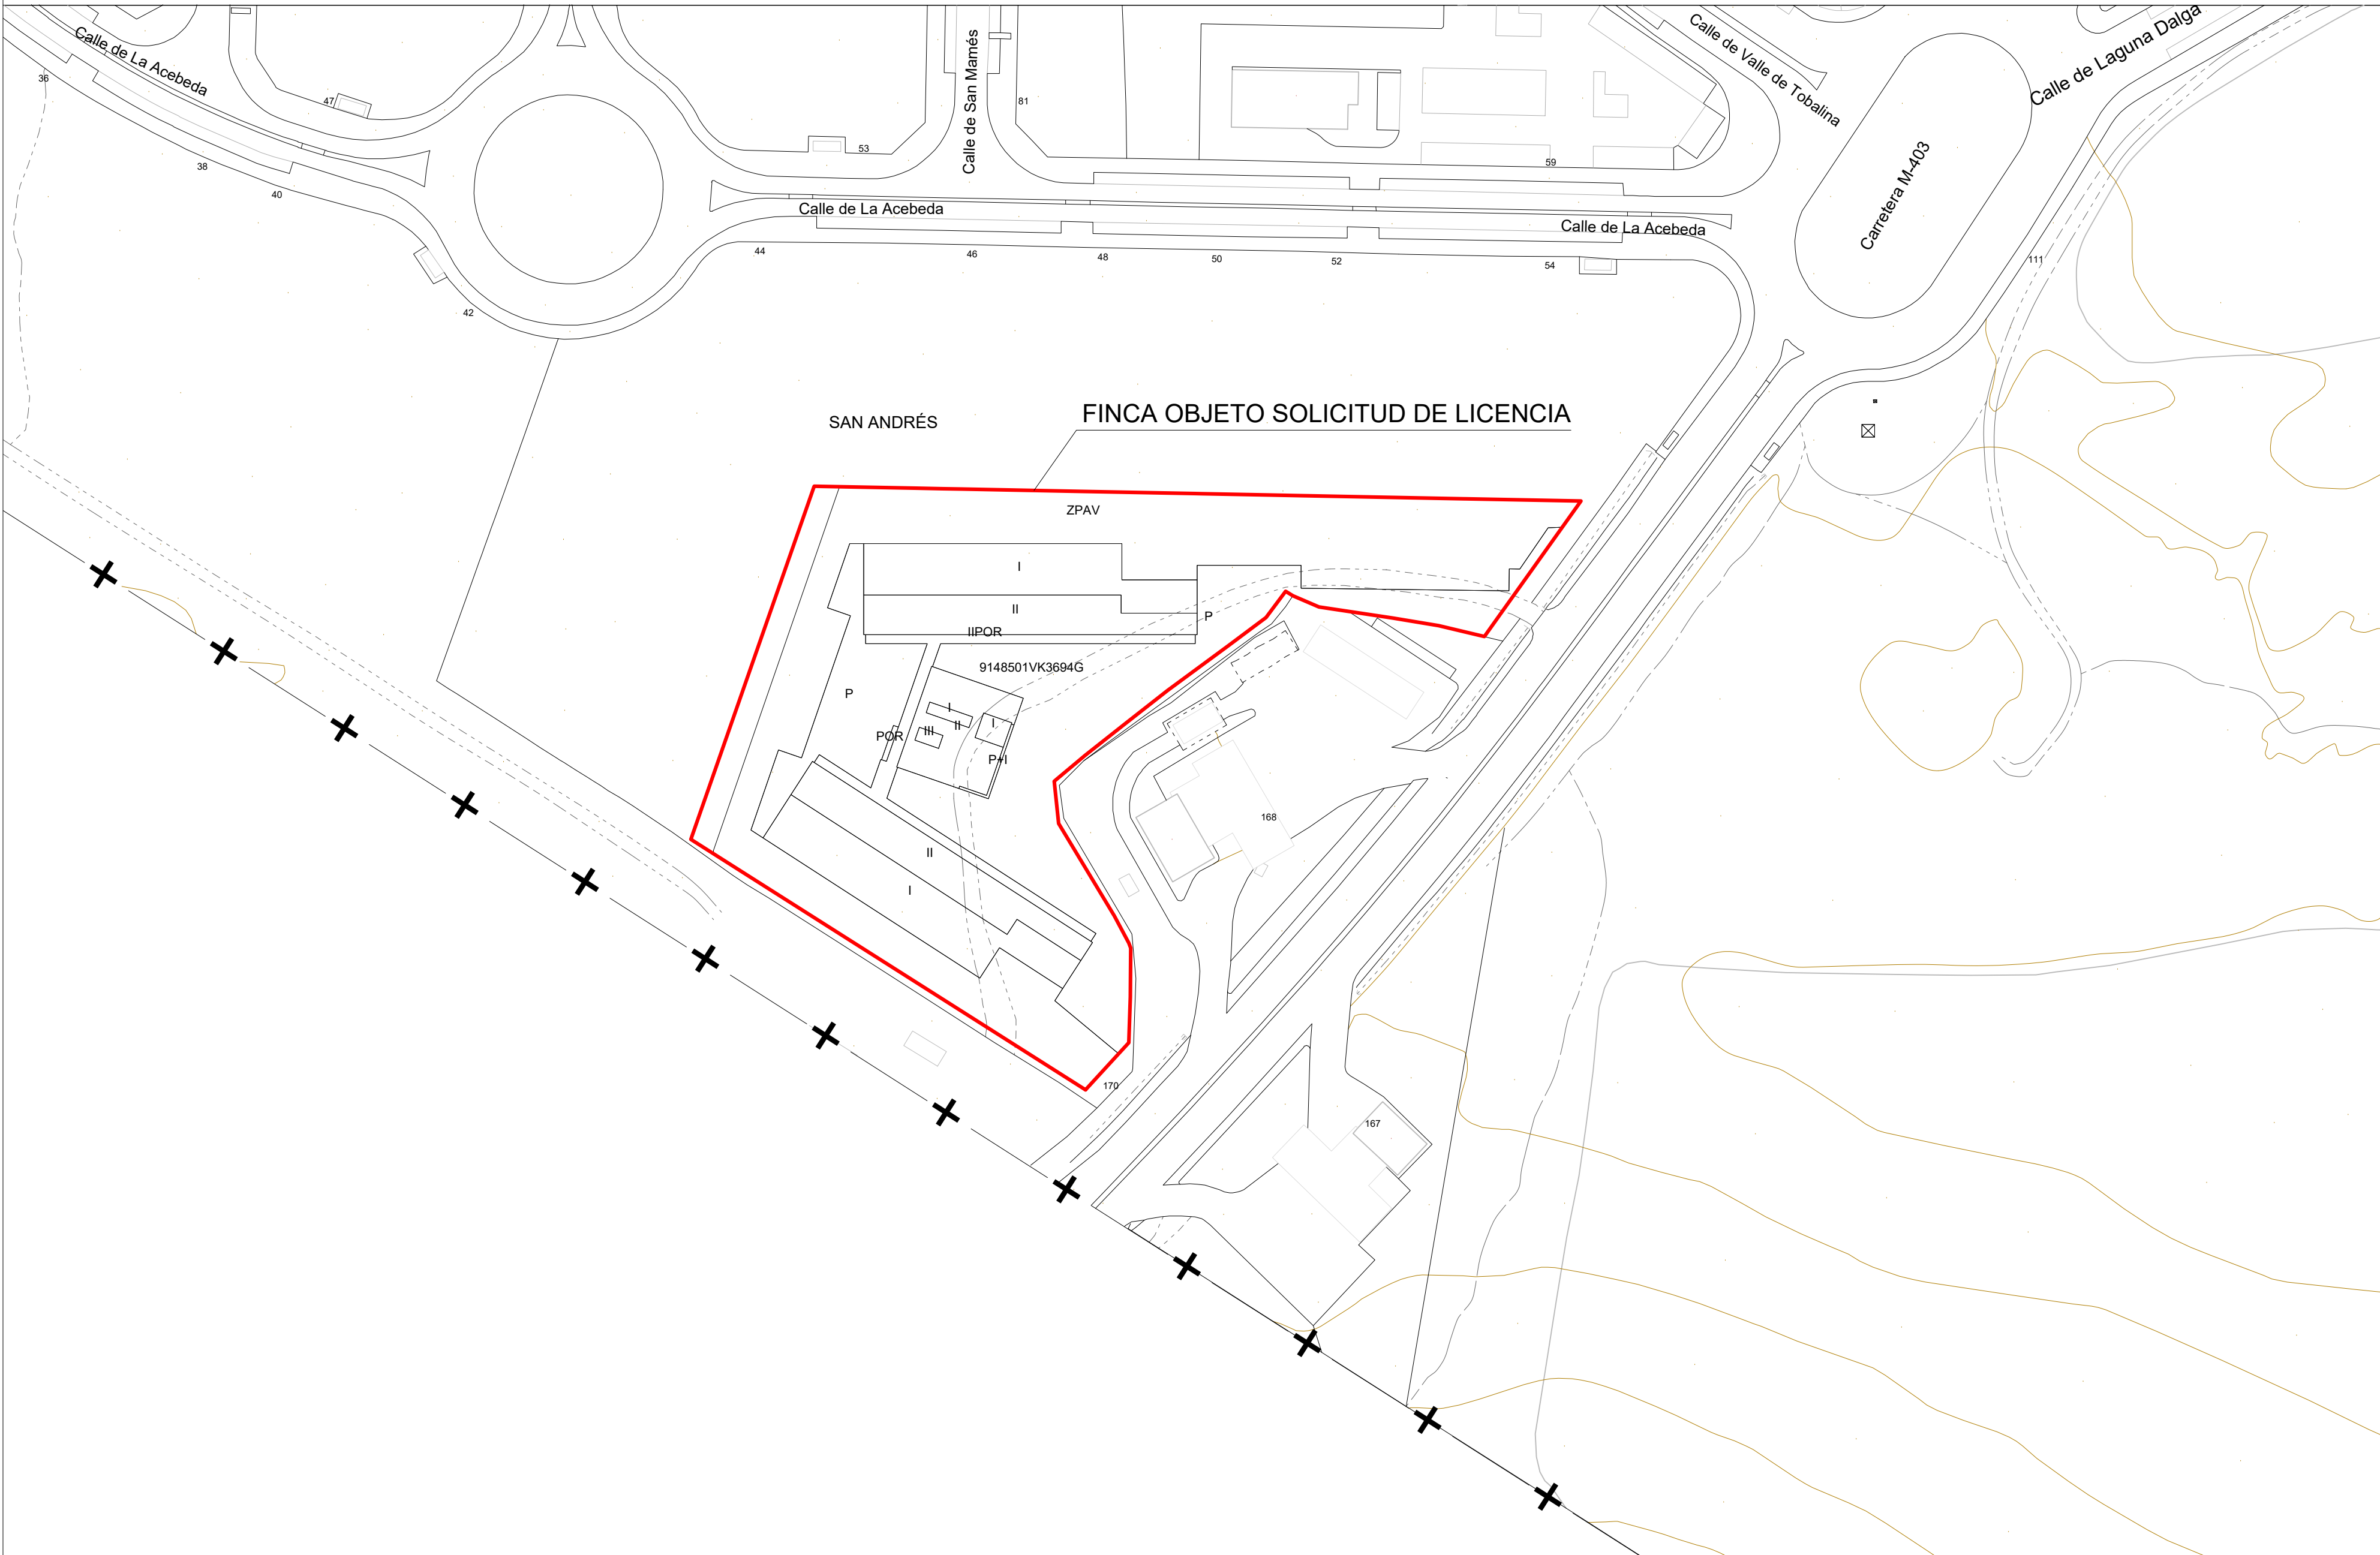 Calle de La Acebeda
Calle de San Mamés
Calle de Valle de Tobalina
Calle de Laguna Dalga
36
47
81
38
53
59
40
Carretera M-403
Calle de La Acebeda
Calle de La Acebeda
44
46
48
50
52
54
111
42
SAN ANDRÉS
FINCA OBJETO SOLICITUD DE LICENCIA
ZPAV
I
II
P
IIPOR
9148501VK3694G
P
I
II
I
III
POR
P+I
168
II
I
170
167